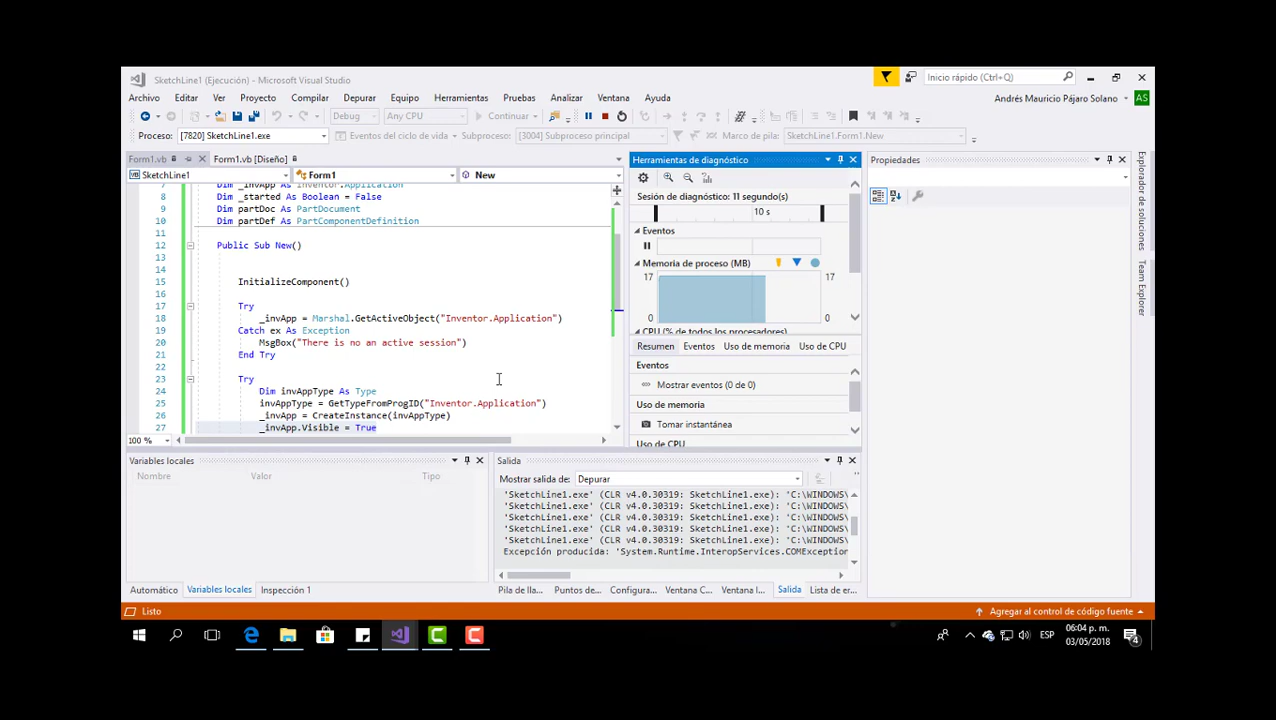 SketchLine1 (Ejecución) - Microsoft Visual Studio
Inicio rápido (Ctrl+Q)
Archivo Editar Ver Proyecto Compilar Depurar Equipo Herramientas Pruebas Analizar Ventana Ayuda
Andrés Mauricio Pájaro Solano AS
Debug Any CPU Continuar
Proceso: [7820] SketchLine1.exe Eventos del ciclo de vida Subproceso: [3004] Subproceso principal Marco de pila: SketchLine1.Form1.New
Form1.vb Form1.vb [Diseño]
SketchLine1 Form1 New
7 Dim _invApp As Inventor.Application
8 Dim _started As Boolean = False
9 Dim partDoc As PartDocument
10 Dim partDef As PartComponentDefinition
11
12 Public Sub New()
13
14
15 InitializeComponent()
16
17 Try
18 _invApp = Marshal.GetActiveObject("Inventor.Application")
19 Catch ex As Exception
20 MsgBox("There is no an active session")
21 End Try
22
23 Try
24 Dim invAppType As Type
25 invAppType = GetTypeFromProgID("Inventor.Application")
26 _invApp = CreateInstance(invAppType)
27 _invApp.Visible = True
100 %
Herramientas de diagnóstico
Sesión de diagnóstico: 11 segundo(s)
10 s
Eventos
Memoria de proceso (MB)
17 17
0 0
CPU (% de todos los procesadores)
Resumen Eventos Uso de memoria Uso de CPU
Eventos
Mostrar eventos (0 de 0)
Uso de memoria
Tomar instantánea
Uso de CPU
Propiedades
Explorador de soluciones
Team Explorer
Variables locales
Nombre Valor Tipo
Automático Variables locales Inspección 1
Salida
Mostrar salida de: Depurar
'SketchLine1.exe' (CLR v4.0.30319: SketchLine1.exe): 'C:\WINDOWS\
'SketchLine1.exe' (CLR v4.0.30319: SketchLine1.exe): 'C:\WINDOWS\
'SketchLine1.exe' (CLR v4.0.30319: SketchLine1.exe): 'C:\WINDOWS\
'SketchLine1.exe' (CLR v4.0.30319: SketchLine1.exe): 'C:\WINDOWS\
'SketchLine1.exe' (CLR v4.0.30319: SketchLine1.exe): 'C:\WINDOWS\
Excepción producida: 'System.Runtime.InteropServices.COMException
Pila de lla... Puntos de... Configura... Ventana C... Ventana I... Salida Lista de er...
Listo
Agregar al control de código fuente
ESP
06:04 p. m.
03/05/2018
4